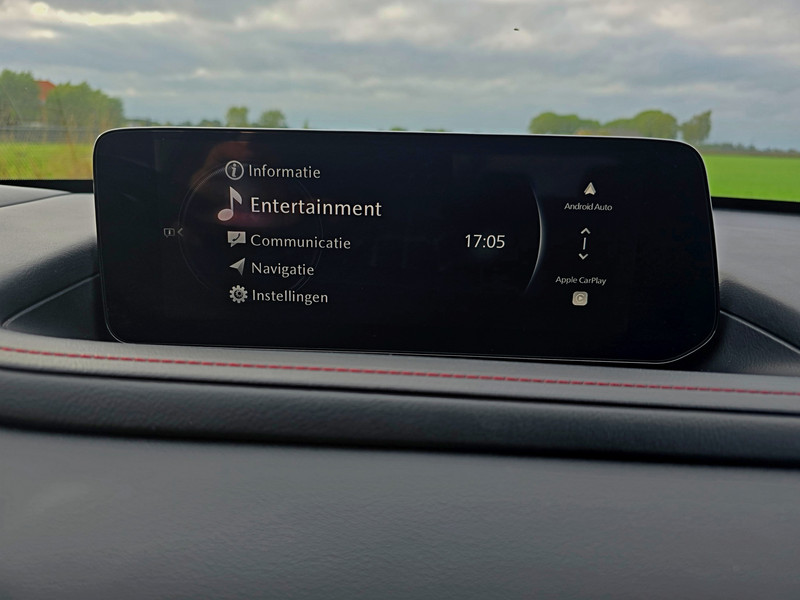 Informatie
Entertainment
Communicatie
Navigatie
Instellingen
17:05
Android Auto
Apple CarPlay